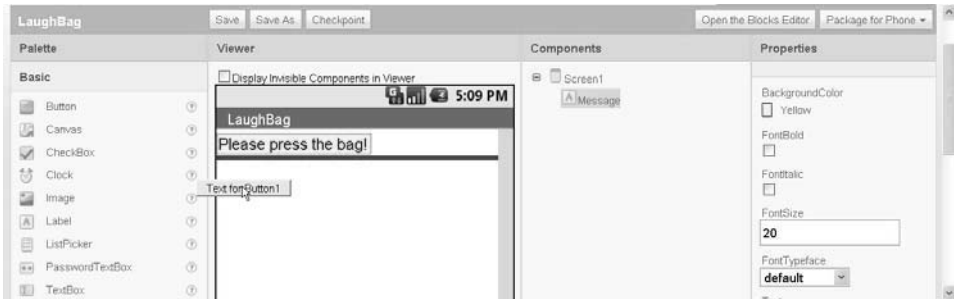 LaughBag
Save
Save As
Checkpoint
Open the Blocks Editor
Package for Phone
Palette
Viewer
Components
Properties
Basic
Button
Canvas
CheckBox
Clock
Image
Label
ListPicker
PasswordTextBox
TextBox
Display Invisible Components in Viewer
5:09 PM
LaughBag
Please press the bag!
Text for Button1
Screen1
Message
BackgroundColor
Yellow
FontBold
FontItalic
FontSize
20
FontTypeface
default